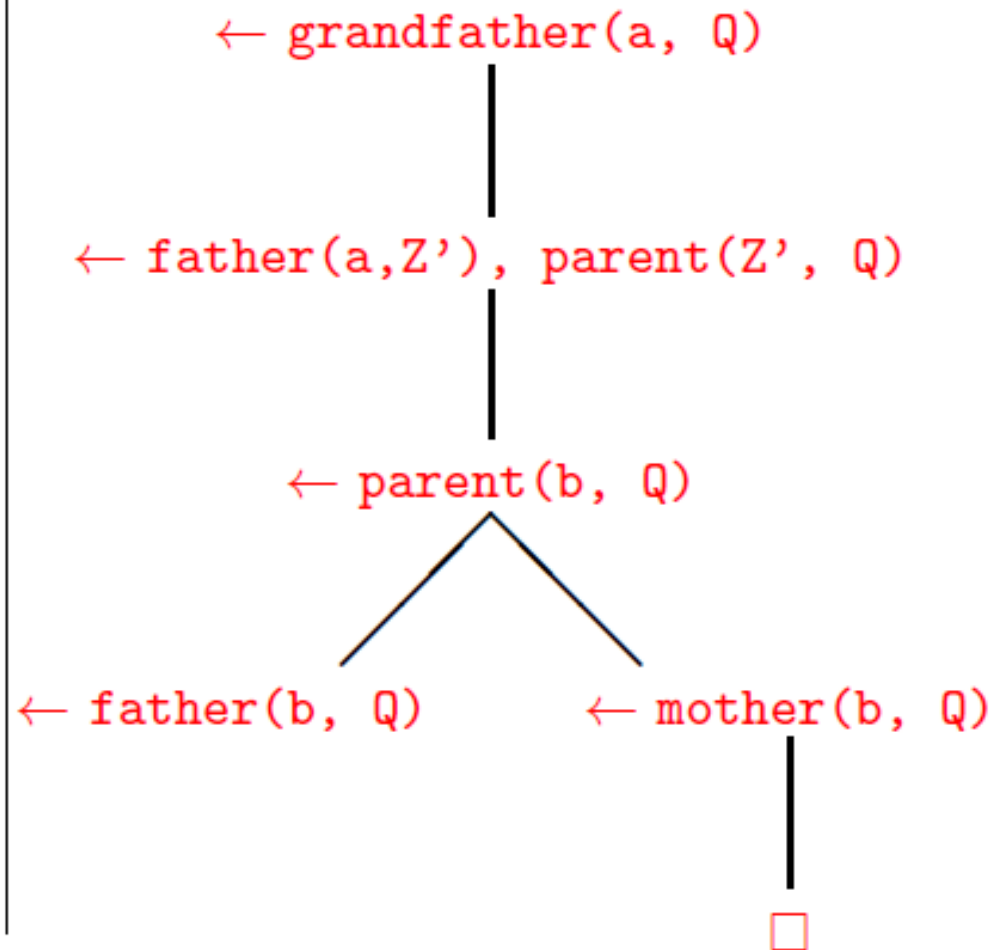 ← grandfather(a, Q)
← father(a,Z’), parent(Z’, Q)
← parent(b, Q)
← father(b, Q) ← mother(b, Q)
□